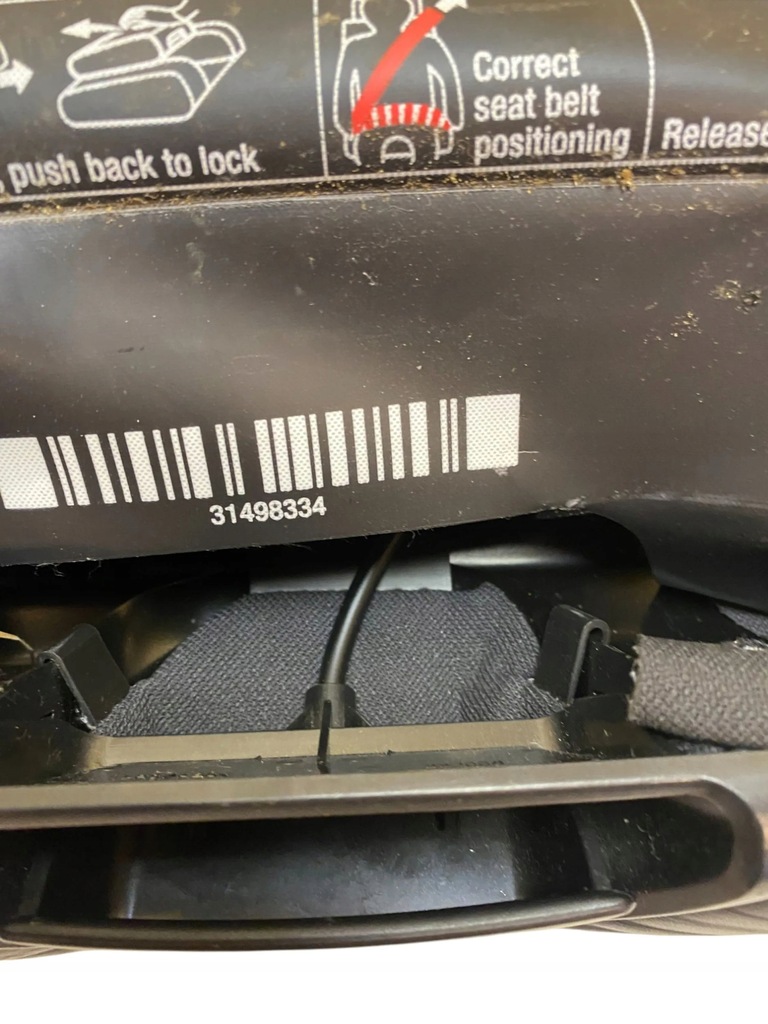 , push back to lock
Correct
seat belt
positioning
Release
31498334